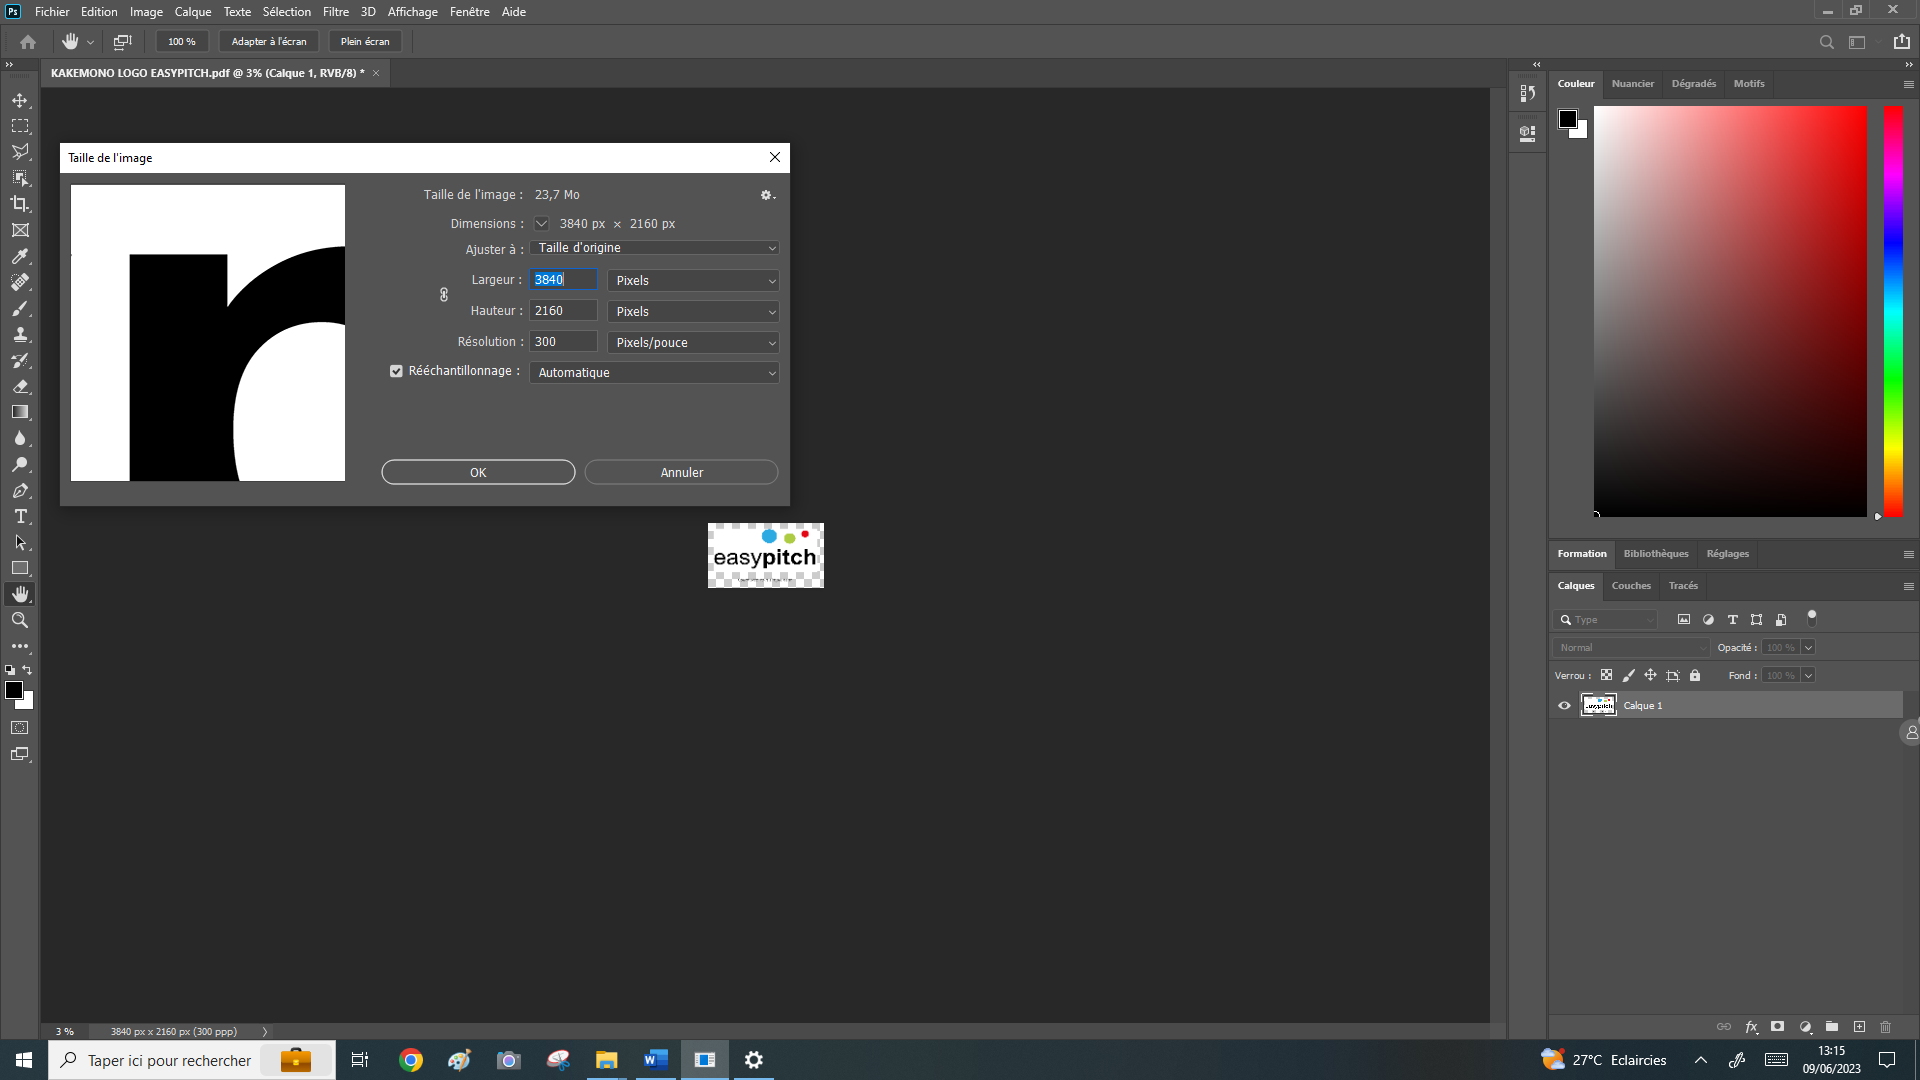 Ps Fichier Edition Image Calque Texte Sélection Filtre 3D Affichage Fenêtre Aide
100 % Adapter à l'écran Plein écran
KAKEMONO LOGO EASYPITCH.pdf @ 3% (Calque 1, RVB/8) *
Taille de l'image
Taille de l'image : 23,7 Mo
Dimensions : 3840 px × 2160 px
Ajuster à : Taille d'origine
Largeur : 3840 Pixels
Hauteur : 2160 Pixels
Résolution : 300 Pixels/pouce
Rééchantillonnage : Automatique
OK Annuler
easypitch
Couleur Nuancier Dégradés Motifs
Formation Bibliothèques Réglages
Calques Couches Tracés
Type
Normal Opacité : 100 %
Verrou : Fond : 100 %
Calque 1
3 % 3840 px x 2160 px (300 ppp)
Taper ici pour rechercher
27°C Eclaircies
13:15
09/06/2023